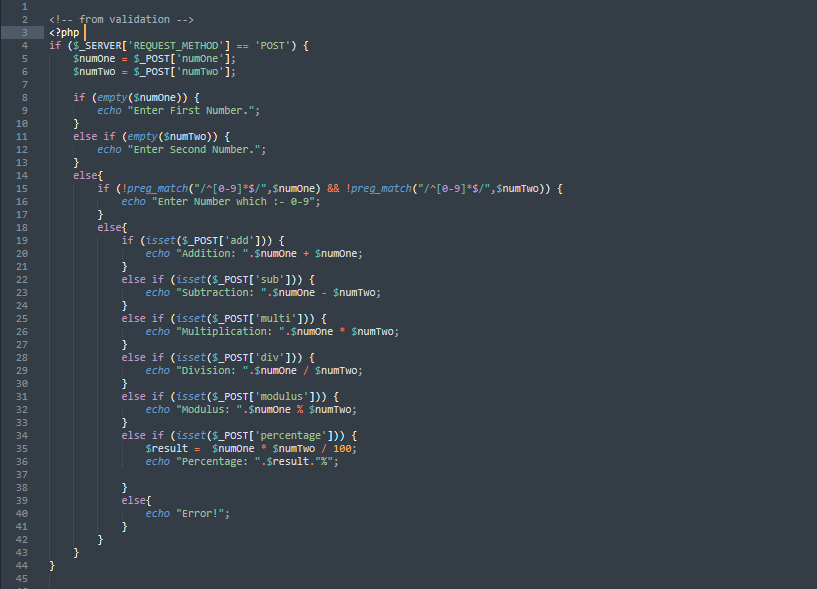 1
2 <!-- from validation -->
3 <?php
4 if ($_SERVER['REQUEST_METHOD'] == 'POST') {
5     $numOne = $_POST['numOne'];
6     $numTwo = $_POST['numTwo'];
7
8     if (empty($numOne)) {
9         echo "Enter First Number.";
10     }
11     else if (empty($numTwo)) {
12         echo "Enter Second Number.";
13     }
14     else{
15         if (!preg_match("/^[0-9]*$/",$numOne) && !preg_match("/^[0-9]*$/",$numTwo)) {
16             echo "Enter Number which :- 0-9";
17         }
18         else{
19             if (isset($_POST['add'])) {
20                 echo "Addition: ".$numOne + $numOne;
21             }
22             else if (isset($_POST['sub'])) {
23                 echo "Subtraction: ".$numOne - $numTwo;
24             }
25             else if (isset($_POST['multi'])) {
26                 echo "Multiplication: ".$numOne * $numTwo;
27             }
28             else if (isset($_POST['div'])) {
29                 echo "Division: ".$numOne / $numTwo;
30             }
31             else if (isset($_POST['modulus'])) {
32                 echo "Modulus: ".$numOne % $numTwo;
33             }
34             else if (isset($_POST['percentage'])) {
35                 $result =  $numOne * $numTwo / 100;
36                 echo "Percentage: ".$result."%";
37
38             }
39             else{
40                 echo "Error!";
41             }
42         }
43     }
44 }
45